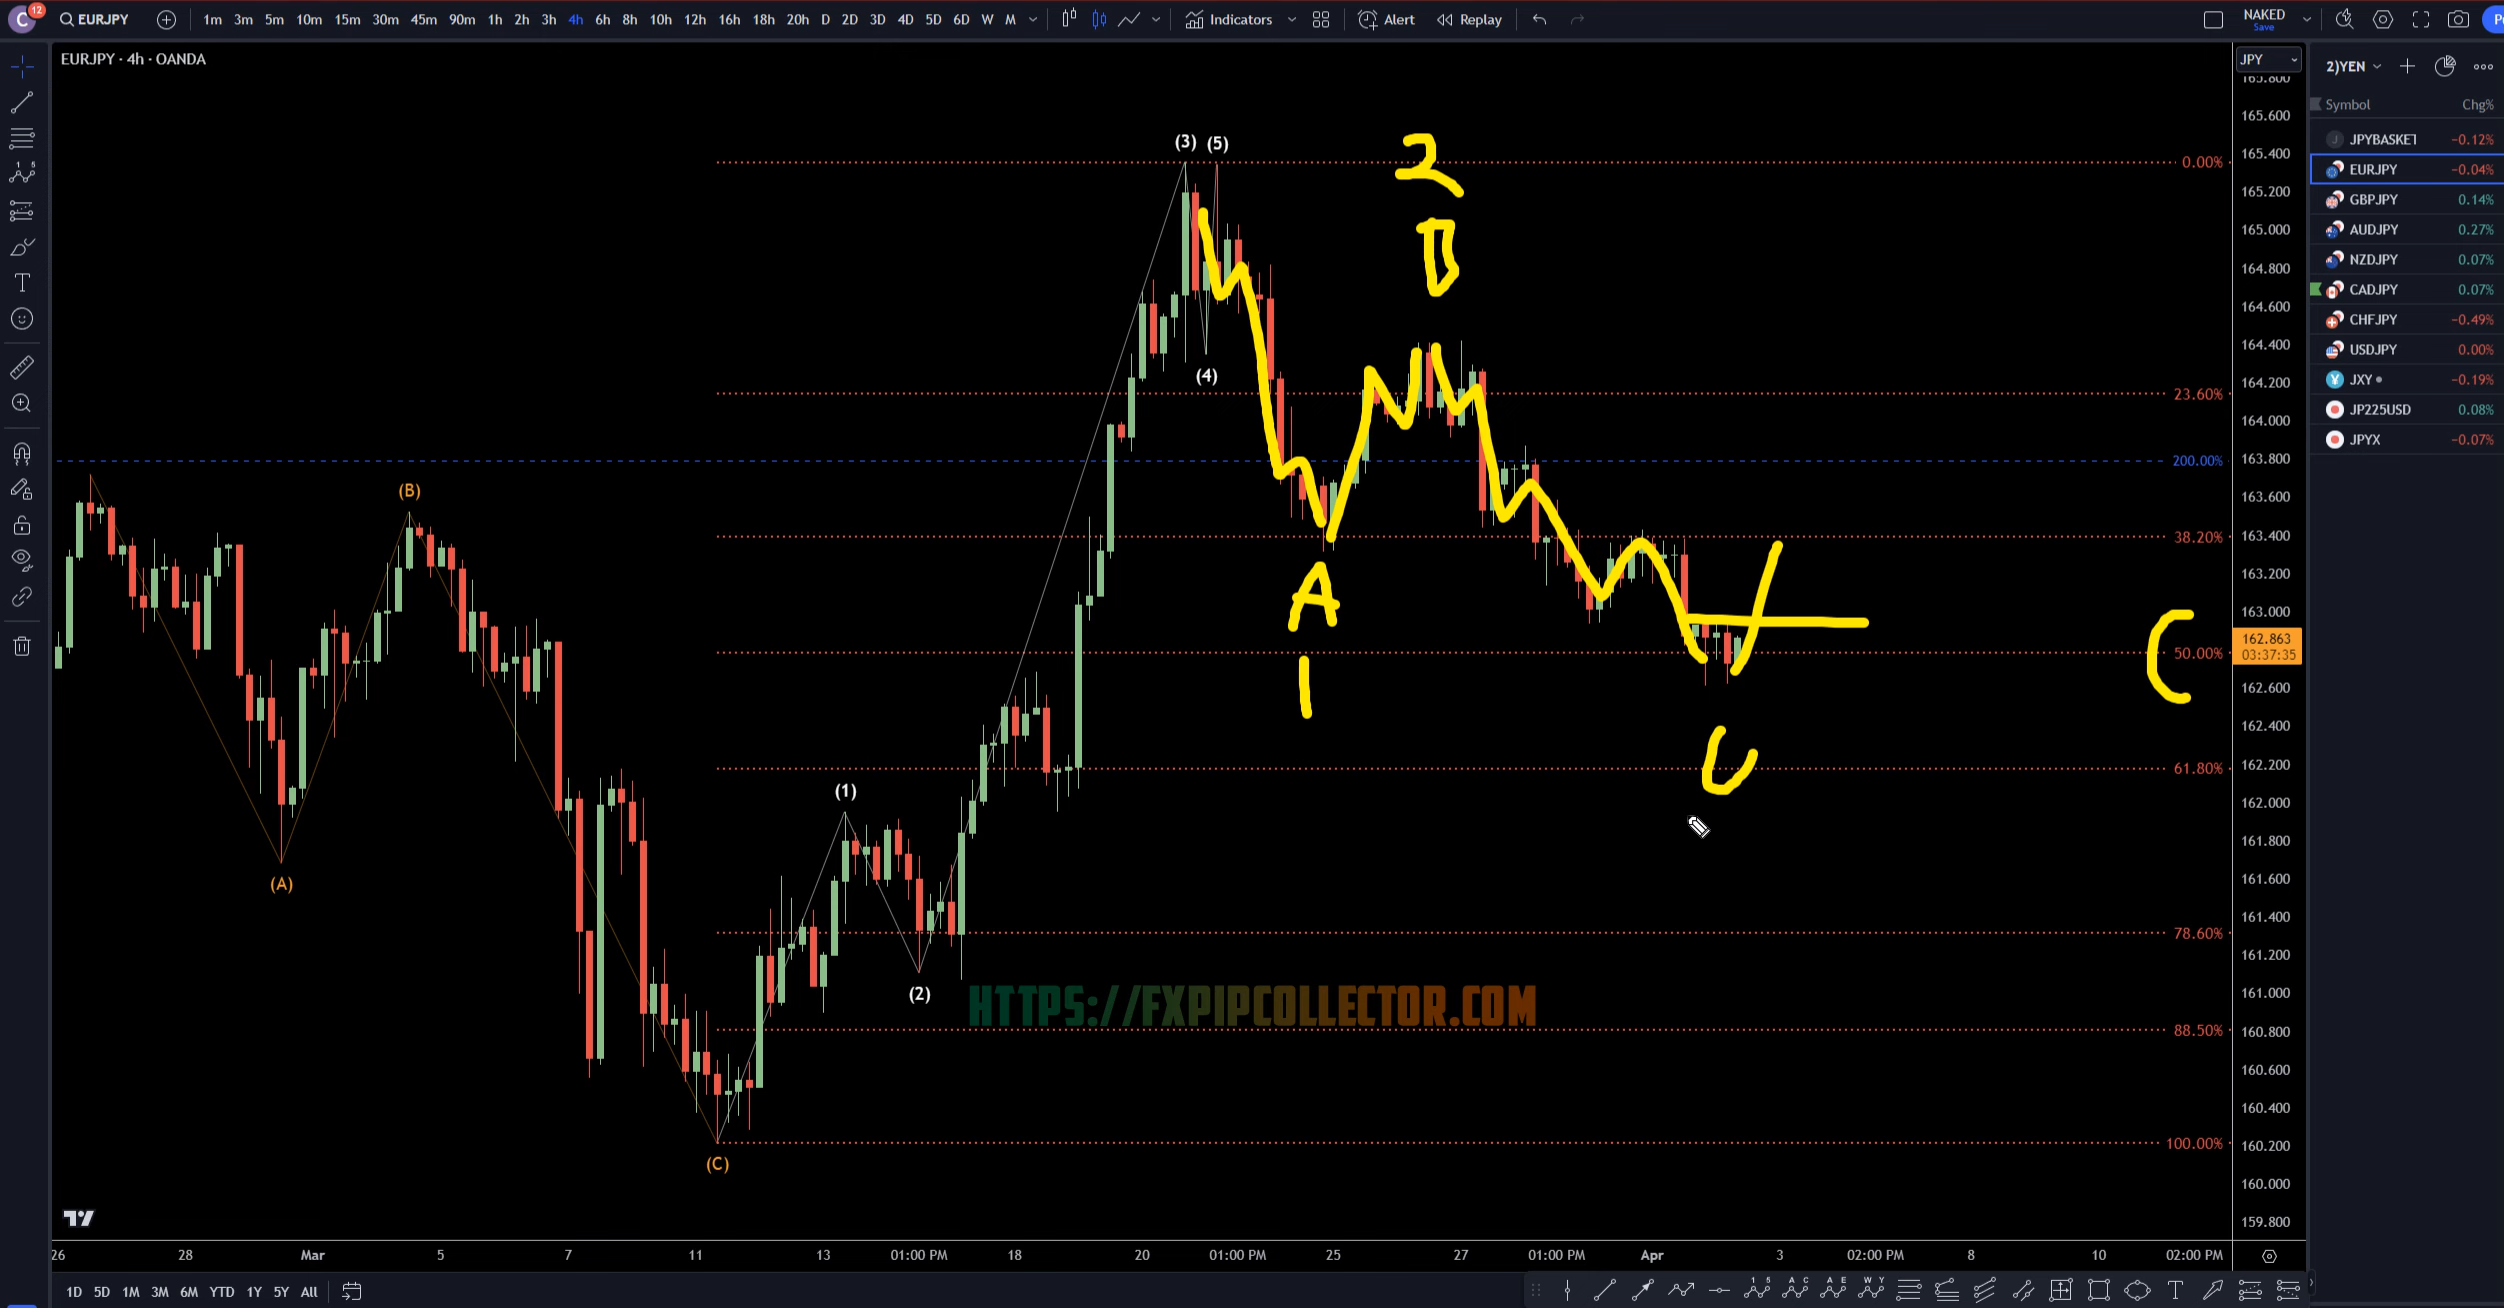 C 12 EURJPY 1m 3m 5m 10m 15m 30m 45m 90m 1h 2h 3h 4h 6h 8h 10h 12h 16h 18h 20h D 2D 3D 4D 5D 6D W M Indicators Alert Replay NAKED
Save
EURJPY · 4h · OANDA
JPY
2)YEN
Symbol Chg%
JPYBASKET −0.12%
EURJPY −0.04%
GBPJPY 0.14%
AUDJPY 0.27%
NZDJPY 0.07%
CADJPY 0.07%
CHFJPY −0.49%
USDJPY 0.00%
JXY −0.19%
JP225USD 0.08%
JPYX −0.07%
165.800
165.600
165.400
165.200
165.000
164.800
164.600
164.400
164.200
164.000
163.800
163.600
163.400
163.200
163.000
162.863
03:37:35
162.600
162.400
162.200
162.000
161.800
161.600
161.400
161.200
161.000
160.800
160.600
160.400
160.200
160.000
159.800
0.00%
23.60%
200.00%
38.20%
50.00%
61.80%
78.60%
88.50%
100.00%
(3) (5)
(4)
2
B
A
1
C
(B)
(A)
(1)
(2)
(C)
HTTPS://FXPIPCOLLECTOR.COM
26 28 Mar 5 7 11 13 01:00 PM 18 20 01:00 PM 25 27 01:00 PM Apr 3 02:00 PM 8 10 02:00 PM
1D 5D 1M 3M 6M YTD 1Y 5Y All